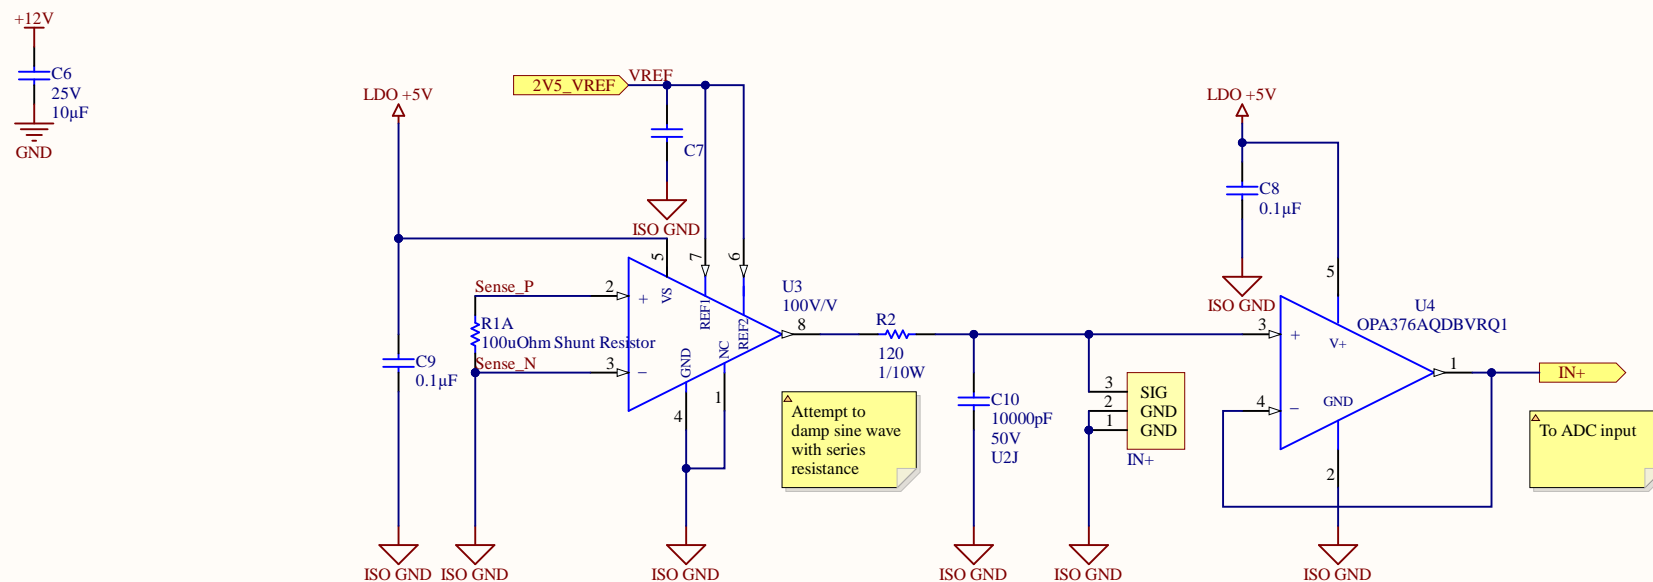 +12V
C6
25V
10µF
GND
LDO +5V
2V5_VREF
VREF
C7
ISO GND
LDO +5V
C8
0.1µF
ISO GND
5
7
6
Sense_P
2
+
VS
REF1
REF2
U3
100V/V
8
R1A
100uOhm Shunt Resistor
Sense_N
3
−
GND
NC
4
1
C9
0.1µF
R2
120
1/10W
Attempt to
damp sine wave
with series
resistance
C10
10000pF
50V
U2J
3
SIG
2
GND
1
GND
IN+
5
U4
OPA376AQDBVRQ1
3
+
V+
1
4
−
GND
2
IN+
To ADC input
ISO GND
ISO GND
ISO GND
ISO GND
ISO GND
ISO GND